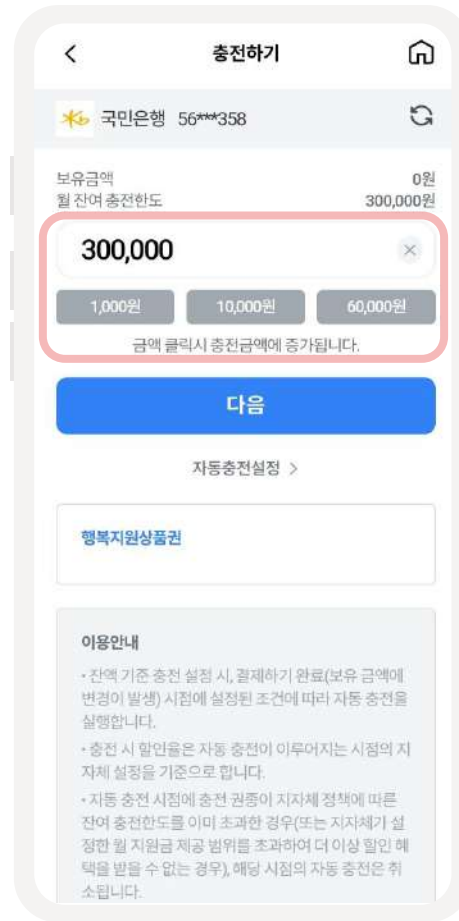 충전하기
국민은행 56***358
보유금액 0원
월 잔여 충전한도 300,000원
300,000
1,000원 10,000원 60,000원
금액 클릭시 충전금액에 증가됩니다.
다음
자동충전설정 >
행복지원상품권
이용안내
• 잔액 기준 충전 설정 시, 결제하기 완료(보유 금액에
변경이 발생) 시점에 설정된 조건에 따라 자동 충전을
실행합니다.
• 충전 시 할인율은 자동 충전이 이루어지는 시점의 지
자체 설정을 기준으로 합니다.
• 자동 충전 시점에 충전 권종이 지자체 정책에 따른
잔여 충전한도를 이미 초과한 경우(또는 지자체가 설
정한 월 지원금 제공 범위를 초과하여 더 이상 할인 혜
택을 받을 수 없는 경우), 해당 시점의 자동 충전은 취
소됩니다.